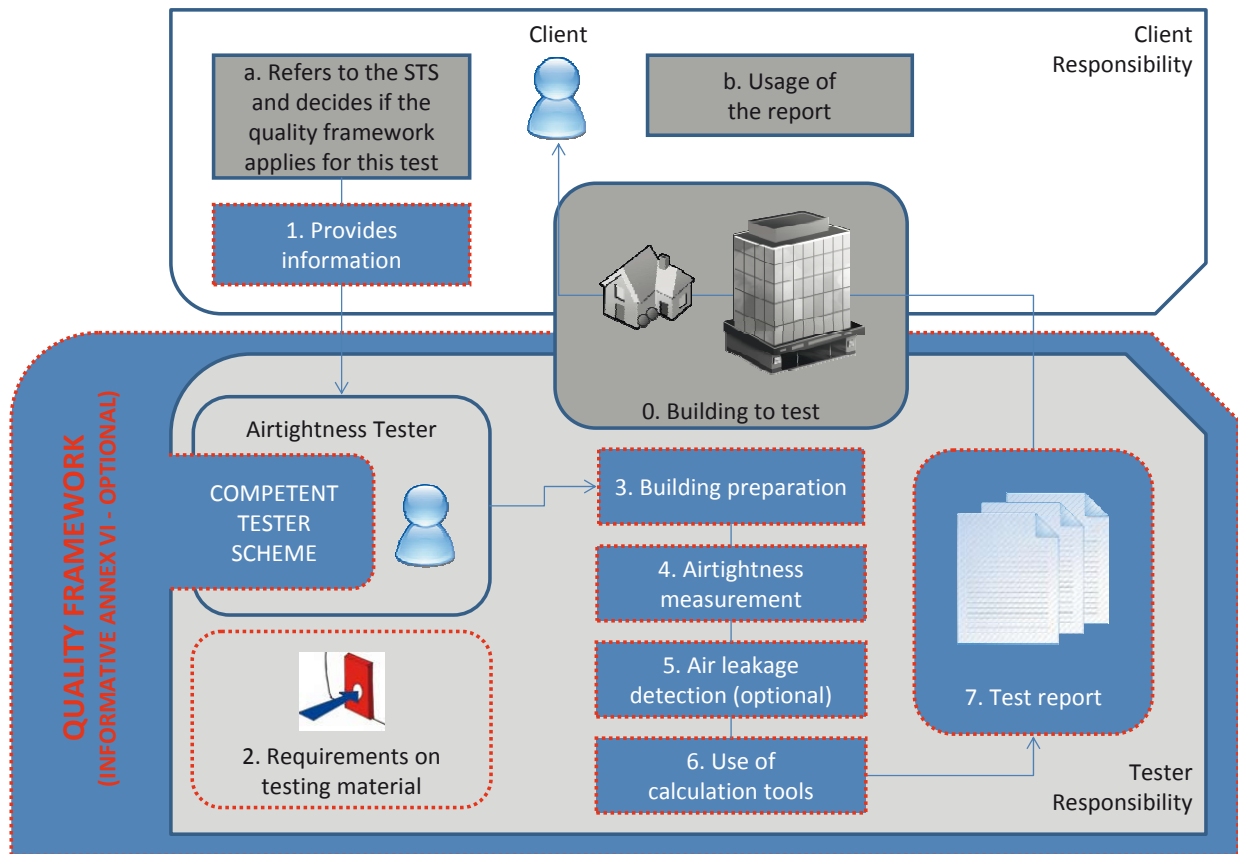 Client
Client
Responsibility
a. Refers to the STS
and decides if the
quality framework
applies for this test
b. Usage of
the report
1. Provides
information
0. Building to test
QUALITY FRAMEWORK
(INFORMATIVE ANNEX VI - OPTIONAL)
Airtightness Tester
COMPETENT
TESTER
SCHEME
2. Requirements on
testing material
3. Building preparation
4. Airtightness
measurement
5. Air leakage
detection (optional)
6. Use of
calculation tools
7. Test report
Tester
Responsibility